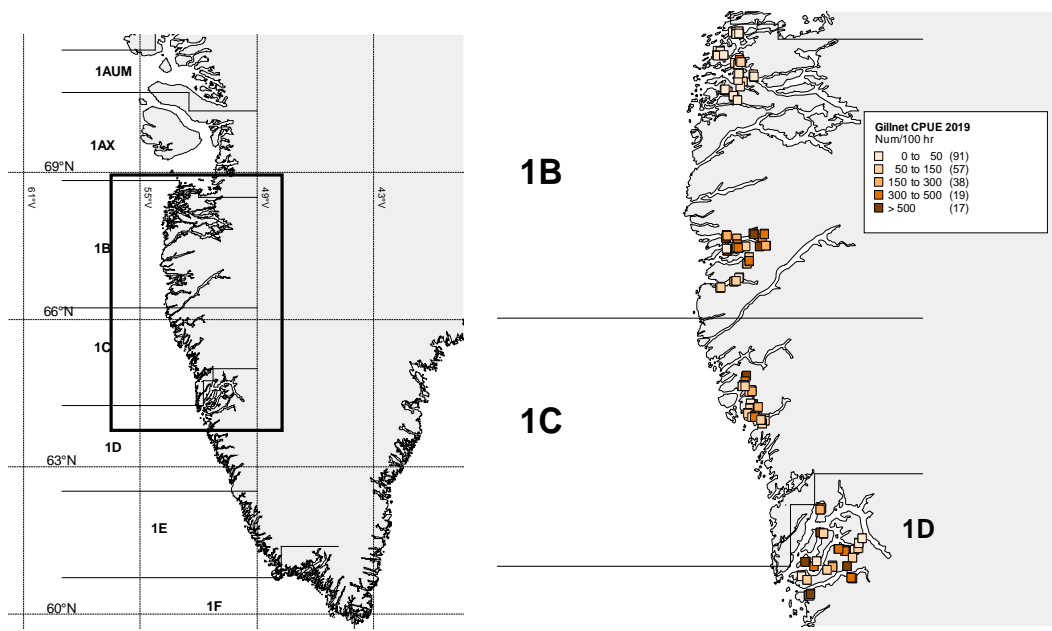 1AUM
1AX
69°N
61°V
55°V
49°V
43°V
1B
66°N
1C
1D
63°N
1E
60°N
1F
1B
1C
1D
Gillnet CPUE 2019
Num/100 hr
0 to 50 (91)
50 to 150 (57)
150 to 300 (38)
300 to 500 (19)
> 500 (17)